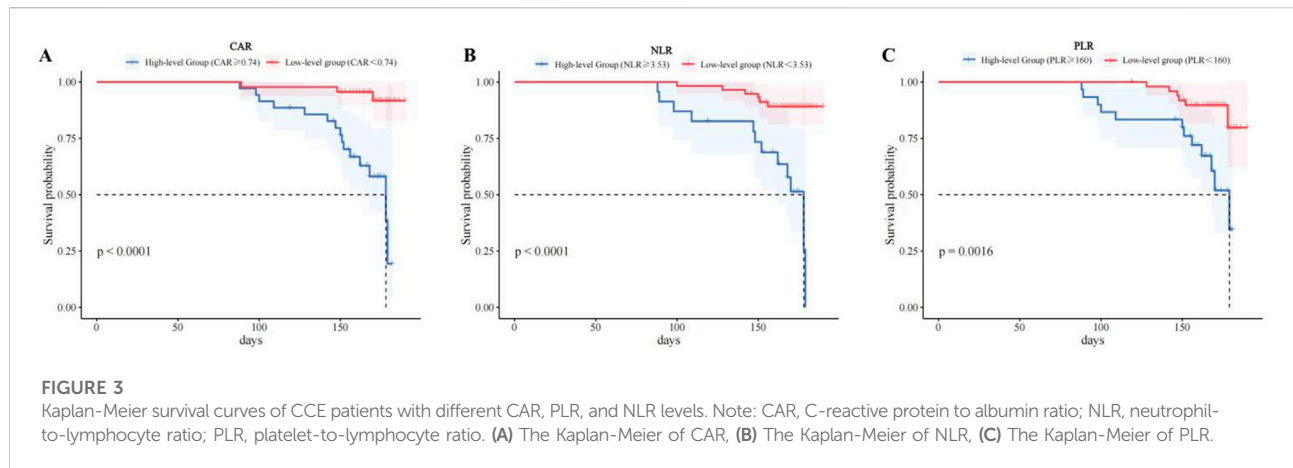 A
CAR
High-level Group (CAR≥0.74) Low-level group (CAR<0.74)
1.00
0.75
0.50
0.25
0.00
Survival probability
p < 0.0001
0 50 100 150
days
B
NLR
High-level Group (NLR≥3.53) Low-level group (NLR<3.53)
1.00
0.75
0.50
0.25
0.00
Survival probability
p < 0.0001
0 50 100 150
days
C
PLR
High-level Group (PLR≥160) Low-level group (PLR<160)
1.00
0.75
0.50
0.25
0.00
Survival probability
p = 0.0016
0 50 100 150
days
FIGURE 3
Kaplan-Meier survival curves of CCE patients with different CAR, PLR, and NLR levels. Note: CAR, C-reactive protein to albumin ratio; NLR, neutrophil-
to-lymphocyte ratio; PLR, platelet-to-lymphocyte ratio. (A) The Kaplan-Meier of CAR, (B) The Kaplan-Meier of NLR, (C) The Kaplan-Meier of PLR.